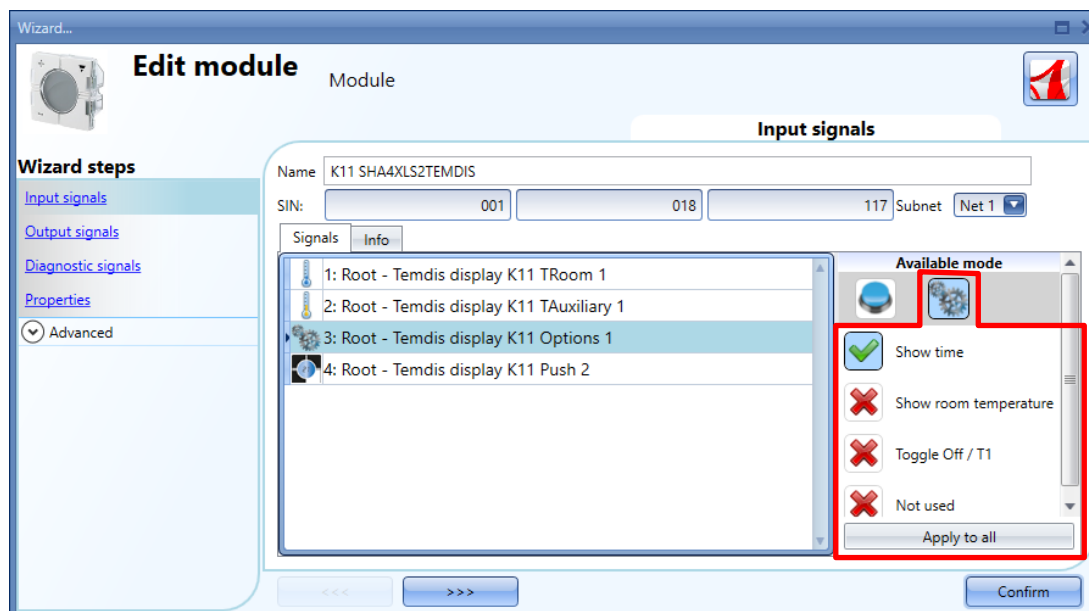 Wizard...
Edit module
Module
Input signals
Wizard steps
Input signals
Output signals
Diagnostic signals
Properties
Advanced
Name K11 SHA4XLS2TEMDIS
SIN: 001 018 117 Subnet Net 1
Signals Info
1: Root - Temdis display K11 TRoom 1
2: Root - Temdis display K11 TAuxiliary 1
3: Root - Temdis display K11 Options 1
4: Root - Temdis display K11 Push 2
Available mode
Show time
Show room temperature
Toggle Off / T1
Not used
Apply to all
<<< >>> Confirm